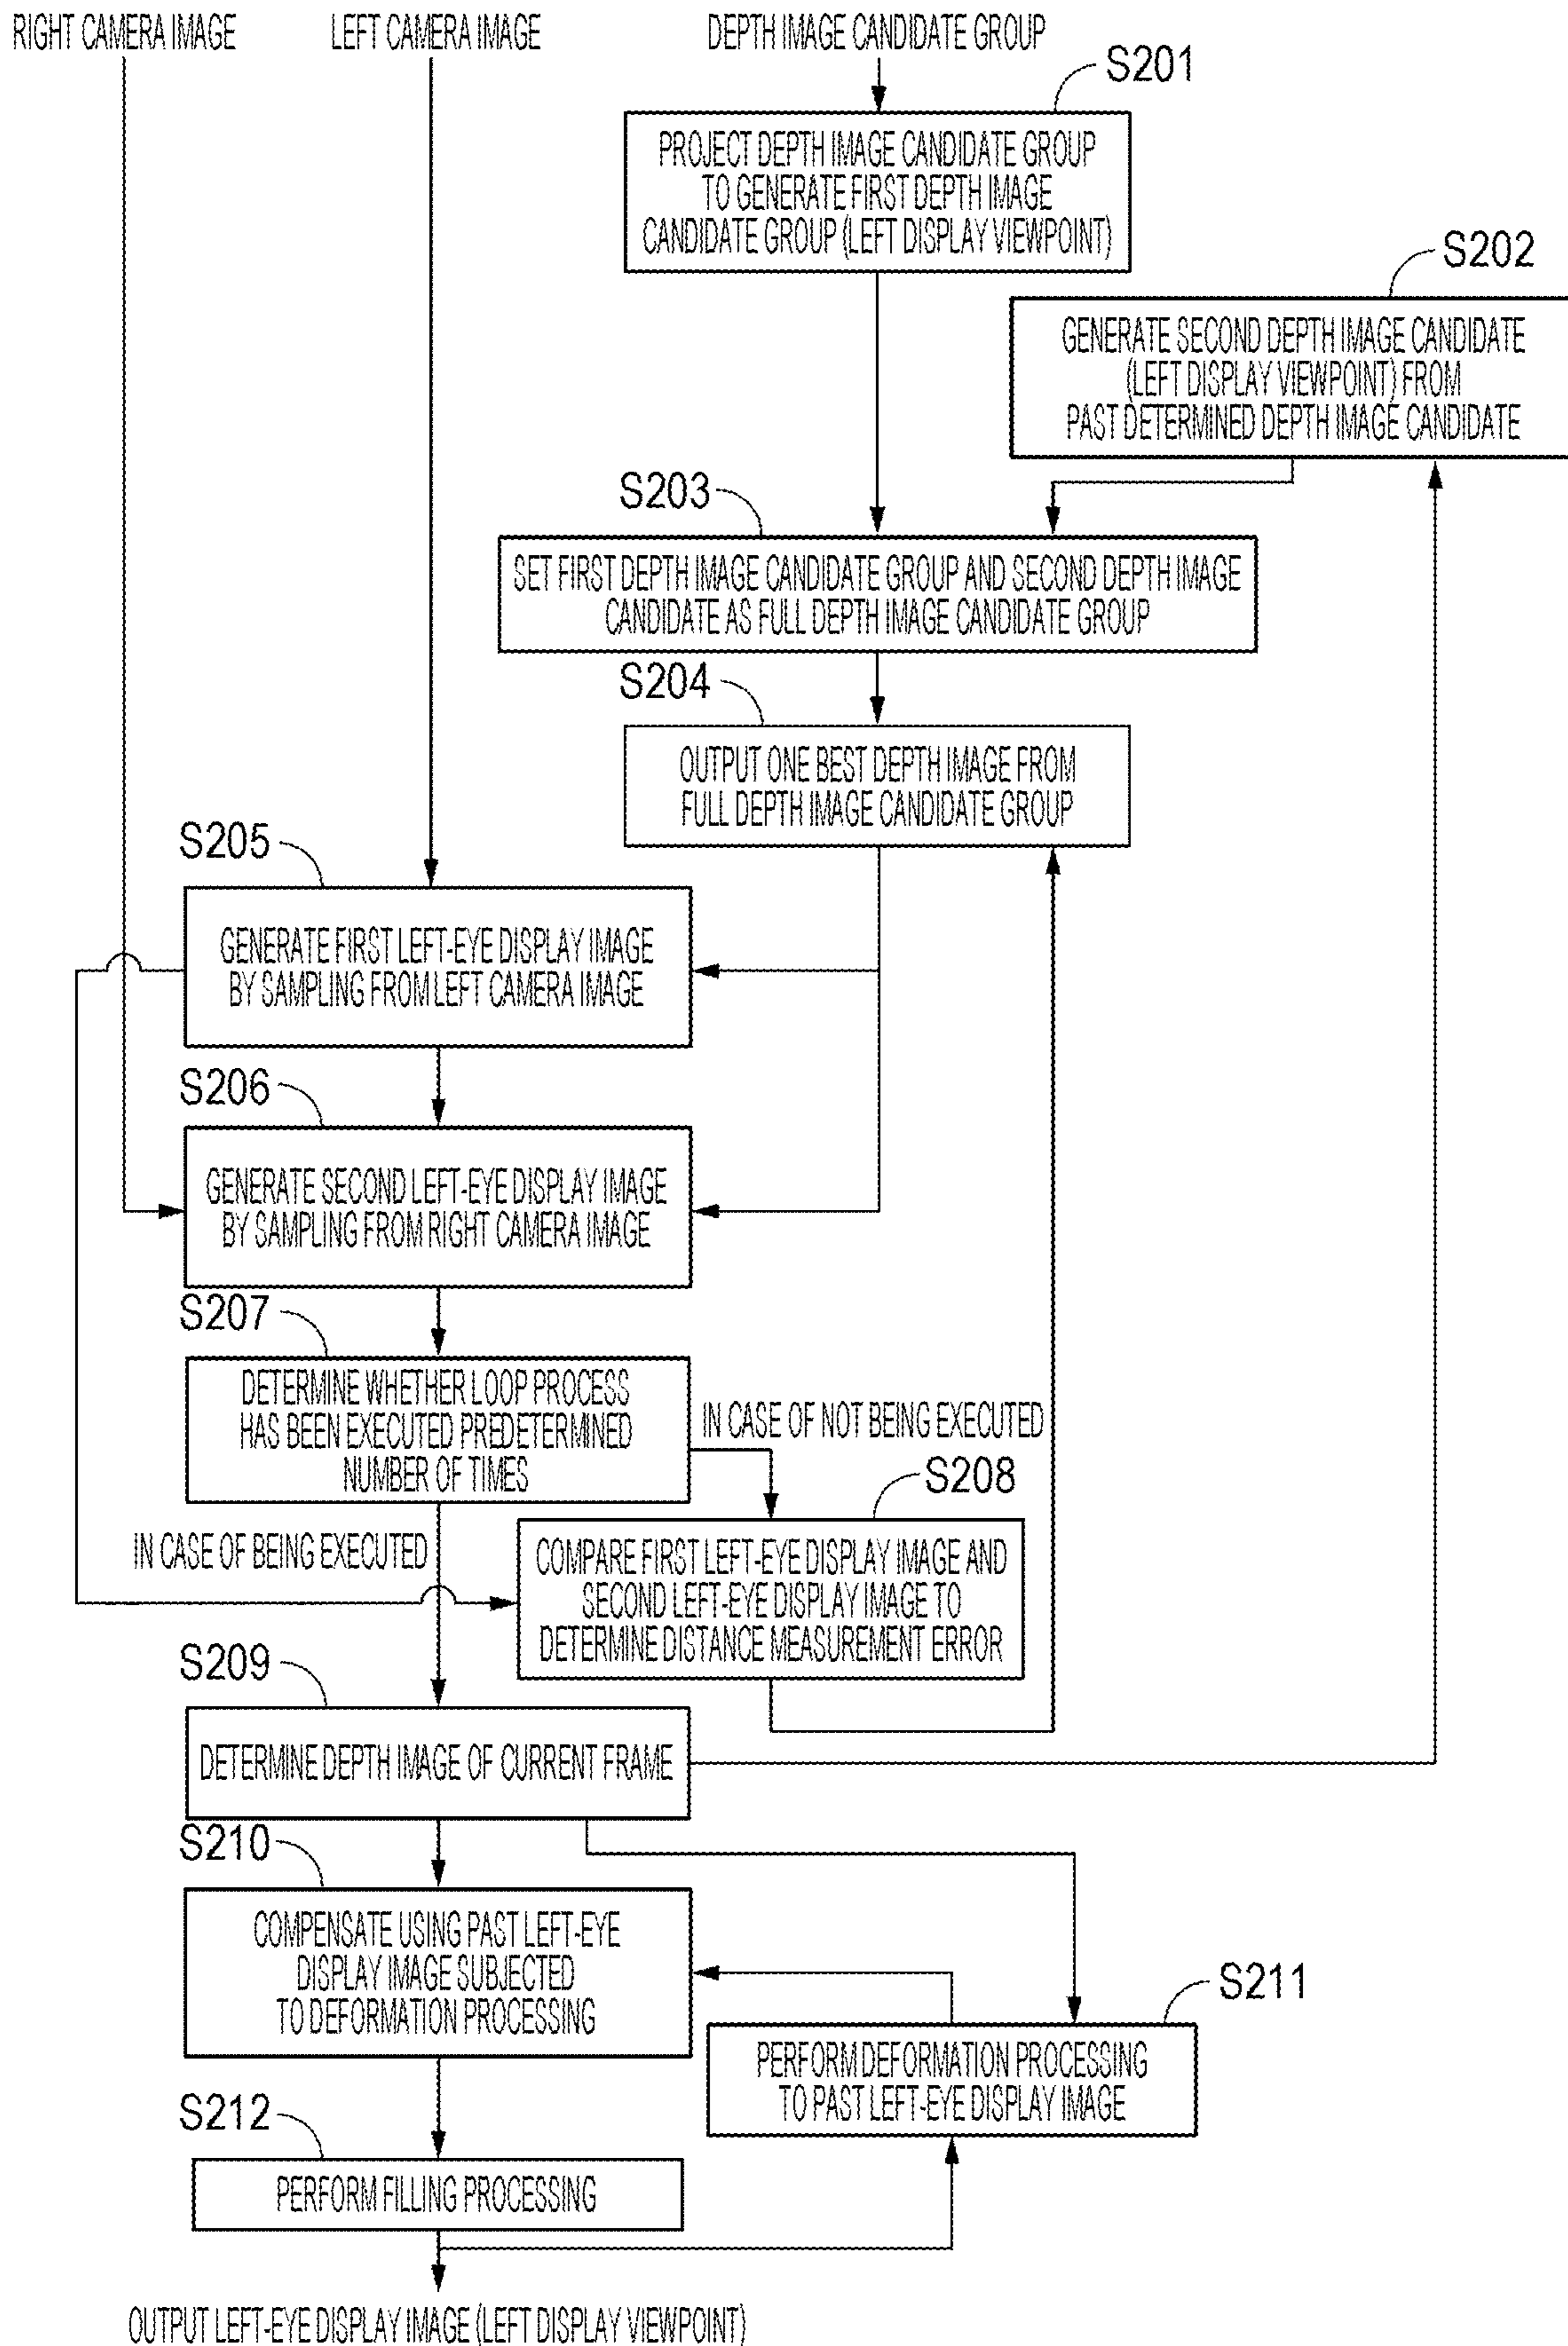 RIGHT CAMERA IMAGE
LEFT CAMERA IMAGE
DEPTH IMAGE CANDIDATE GROUP
S201
PROJECT DEPTH IMAGE CANDIDATE GROUP
TO GENERATE FIRST DEPTH IMAGE
CANDIDATE GROUP (LEFT DISPLAY VIEWPOINT)
S202
GENERATE SECOND DEPTH IMAGE CANDIDATE
(LEFT DISPLAY VIEWPOINT) FROM
PAST DETERMINED DEPTH IMAGE CANDIDATE
S203
SET FIRST DEPTH IMAGE CANDIDATE GROUP AND SECOND DEPTH IMAGE
CANDIDATE AS FULL DEPTH IMAGE CANDIDATE GROUP
S204
OUTPUT ONE BEST DEPTH IMAGE FROM
FULL DEPTH IMAGE CANDIDATE GROUP
S205
GENERATE FIRST LEFT-EYE DISPLAY IMAGE
BY SAMPLING FROM LEFT CAMERA IMAGE
S206
GENERATE SECOND LEFT-EYE DISPLAY IMAGE
BY SAMPLING FROM RIGHT CAMERA IMAGE
S207
DETERMINE WHETHER LOOP PROCESS
HAS BEEN EXECUTED PREDETERMINED
NUMBER OF TIMES
IN CASE OF NOT BEING EXECUTED
S208
IN CASE OF BEING EXECUTED
COMPARE FIRST LEFT-EYE DISPLAY IMAGE AND
SECOND LEFT-EYE DISPLAY IMAGE TO
DETERMINE DISTANCE MEASUREMENT ERROR
S209
DETERMINE DEPTH IMAGE OF CURRENT FRAME
S210
COMPENSATE USING PAST LEFT-EYE
DISPLAY IMAGE SUBJECTED
TO DEFORMATION PROCESSING
S211
PERFORM DEFORMATION PROCESSING
TO PAST LEFT-EYE DISPLAY IMAGE
S212
PERFORM FILLING PROCESSING
OUTPUT LEFT-EYE DISPLAY IMAGE (LEFT DISPLAY VIEWPOINT)